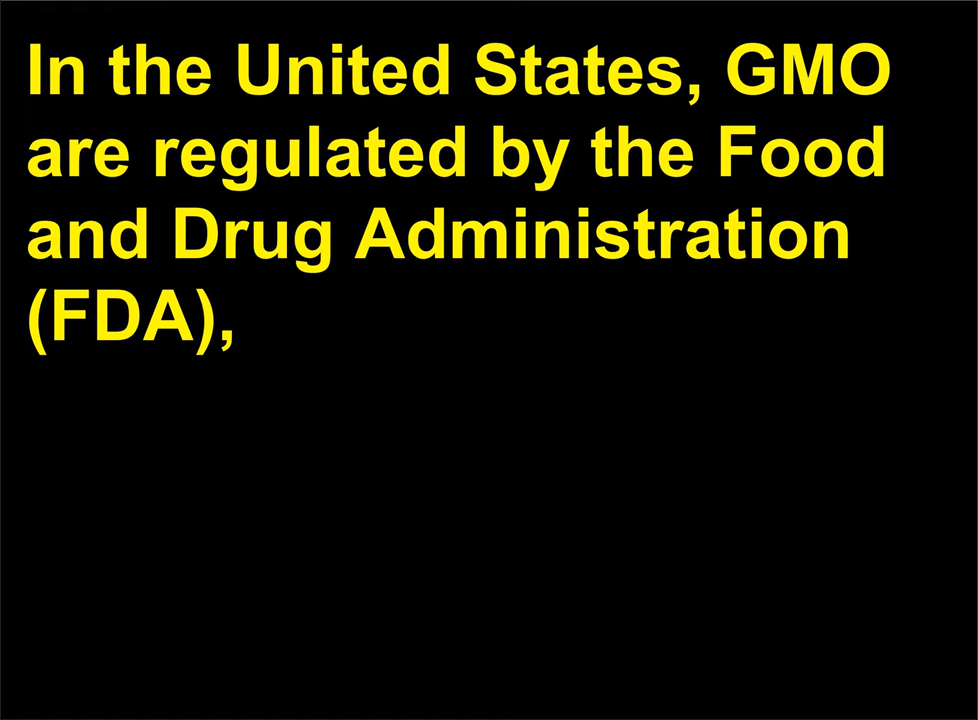 In the United States, GMO
are regulated by the Food
and Drug Administration
(FDA),